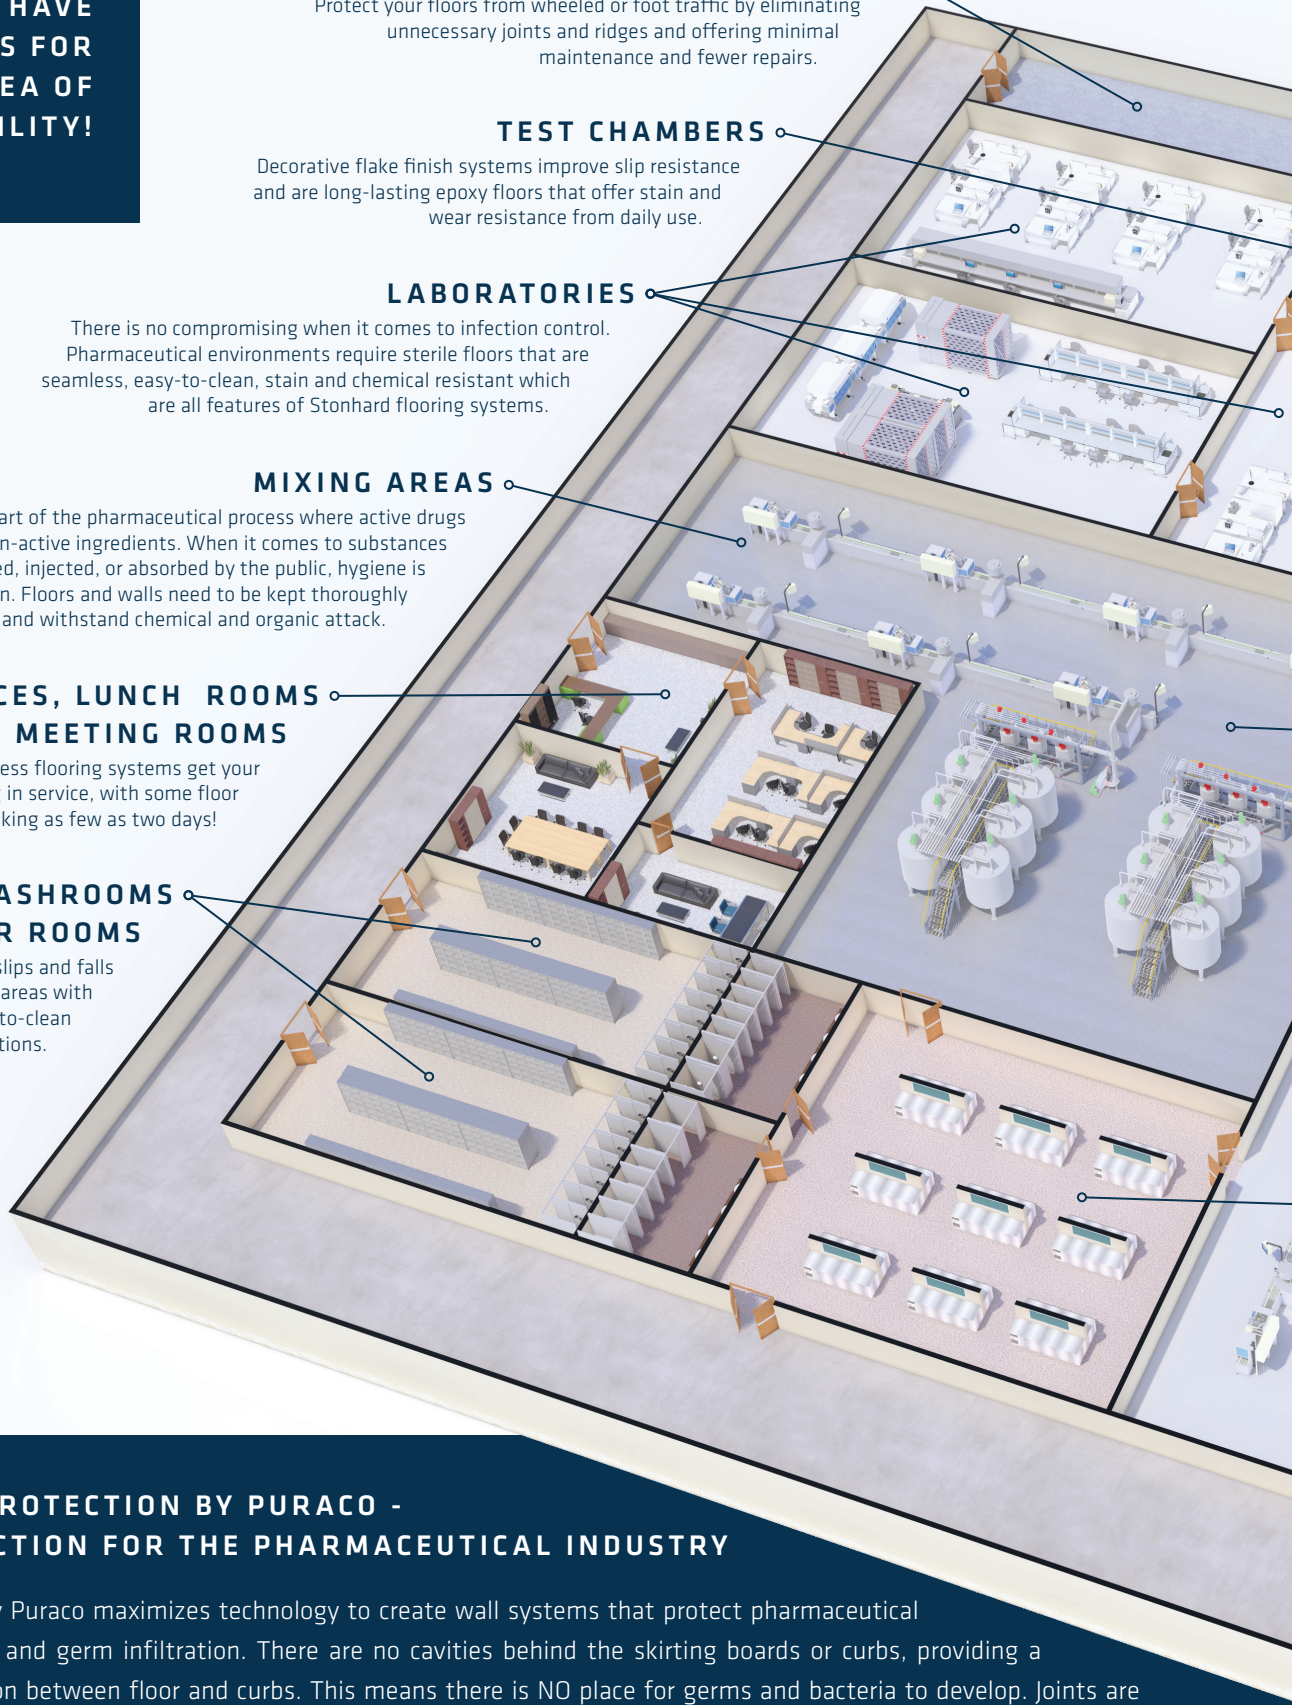 HAVE
S FOR
EA OF
ILITY!
Protect your floors from wheeled or foot traffic by eliminating
unnecessary joints and ridges and offering minimal
maintenance and fewer repairs.
TEST CHAMBERS
Decorative flake finish systems improve slip resistance
and are long-lasting epoxy floors that offer stain and
wear resistance from daily use.
LABORATORIES
There is no compromising when it comes to infection control.
Pharmaceutical environments require sterile floors that are
seamless, easy-to-clean, stain and chemical resistant which
are all features of Stonhard flooring systems.
MIXING AREAS
art of the pharmaceutical process where active drugs
n-active ingredients. When it comes to substances
ed, injected, or absorbed by the public, hygiene is
n. Floors and walls need to be kept thoroughly
and withstand chemical and organic attack.
CES, LUNCH ROOMS
MEETING ROOMS
ess flooring systems get your
g in service, with some floor
king as few as two days!
ASHROOMS
R ROOMS
slips and falls
areas with
to-clean
tions.
ROTECTION BY PURACO -
CTION FOR THE PHARMACEUTICAL INDUSTRY
y Puraco maximizes technology to create wall systems that protect pharmaceutical
and germ infiltration. There are no cavities behind the skirting boards or curbs, providing a
on between floor and curbs. This means there is NO place for germs and bacteria to develop. Joints are